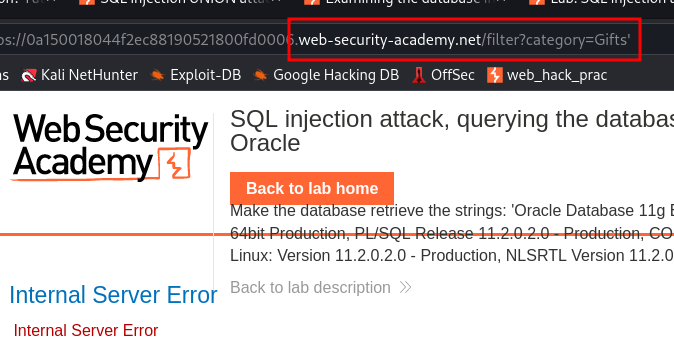 SQL injection UNION atta
Examining the database i
Lab: SQL
ps://0a150018044f2ec88190521800fd0006.web-security-academy.net/filter?category=Gifts'
ns Kali NetHunter Exploit-DB Google Hacking DB OffSec web_hack_prac
Web Security
Academy
SQL injection attack, querying the databas
Oracle
Back to lab home
Make the database retrieve the strings: 'Oracle Database 11g E
64bit Production, PL/SQL Release 11.2.0.2.0 - Production, CO
Linux: Version 11.2.0.2.0 - Production, NLSRTL Version 11.2.0
Back to lab description
Internal Server Error
Internal Server Error